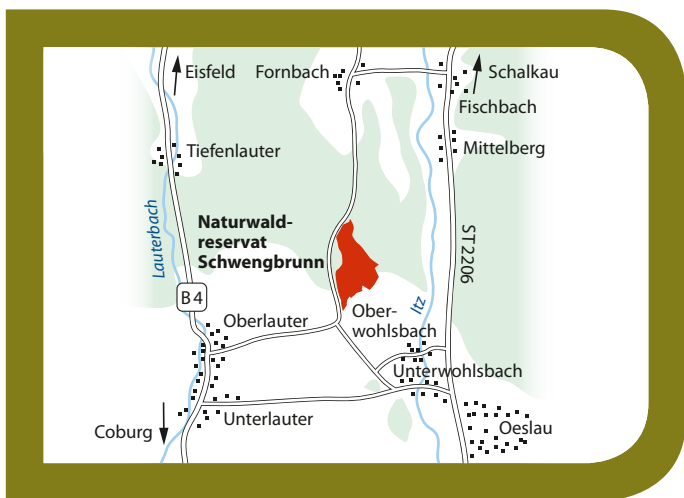 Eisfeld
Fornbach
Schalkau
Fischbach
Tiefenlauter
Mittelberg
Lauterbach
Naturwald-
reservat
Schwengbrunn
ST2206
B4
Itz
Oberlauter
Ober-
wohlsbach
Unterwohlsbach
Coburg
Unterlauter
Oeslau